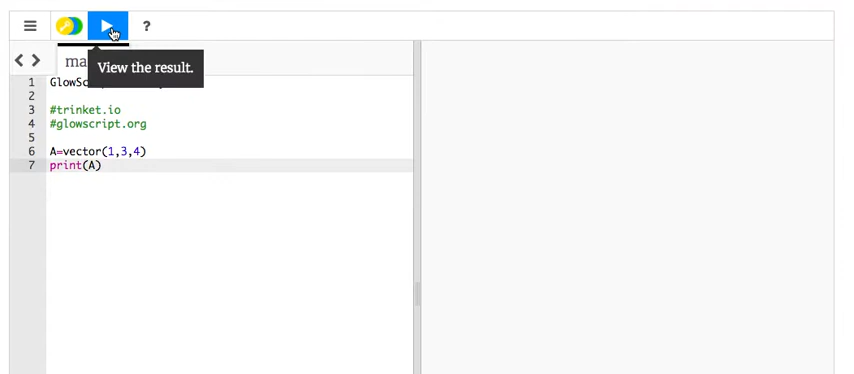 ?
ma
View the result.
1 GlowSc
2
3 #trinket.io
4 #glowscript.org
5
6 A=vector(1,3,4)
7 print(A)